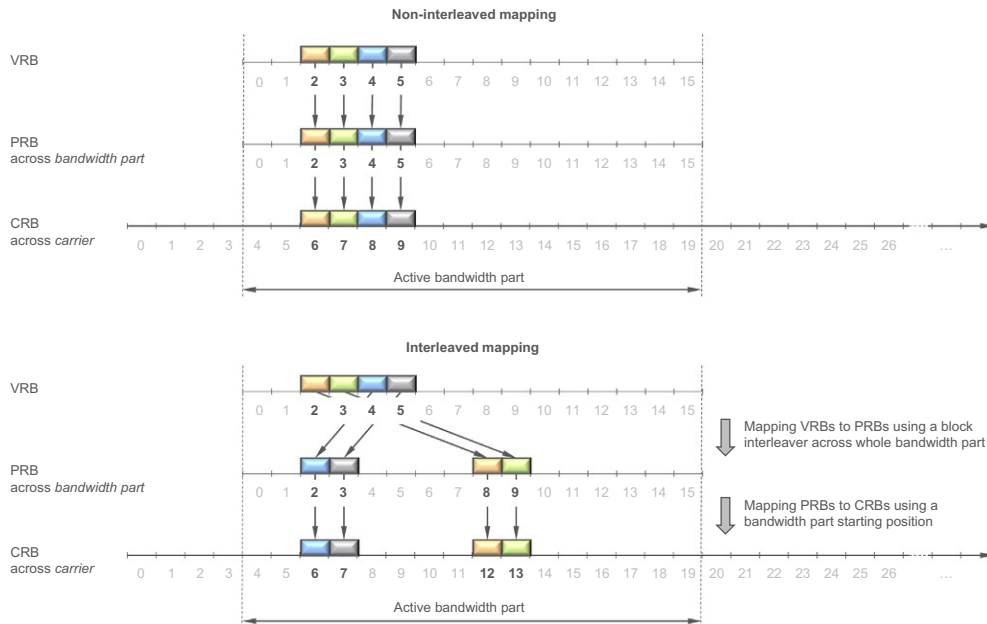 Non-interleaved mapping
VRB
0 1 2 3 4 5 6 7 8 9 10 11 12 13 14 15
PRB
across bandwidth part
0 1 2 3 4 5 6 7 8 9 10 11 12 13 14 15
CRB
across carrier
0 1 2 3 4 5 6 7 8 9 10 11 12 13 14 15 16 17 18 19 20 21 22 23 24 25 26 ...
Active bandwidth part
Interleaved mapping
VRB
0 1 2 3 4 5 6 7 8 9 10 11 12 13 14 15
Mapping VRBs to PRBs using a block
interleaver across whole bandwidth part
PRB
across bandwidth part
0 1 2 3 4 5 6 7 8 9 10 11 12 13 14 15
Mapping PRBs to CRBs using a
bandwidth part starting position
CRB
across carrier
0 1 2 3 4 5 6 7 8 9 10 11 12 13 14 15 16 17 18 19 20 21 22 23 24 25 26 ...
Active bandwidth part